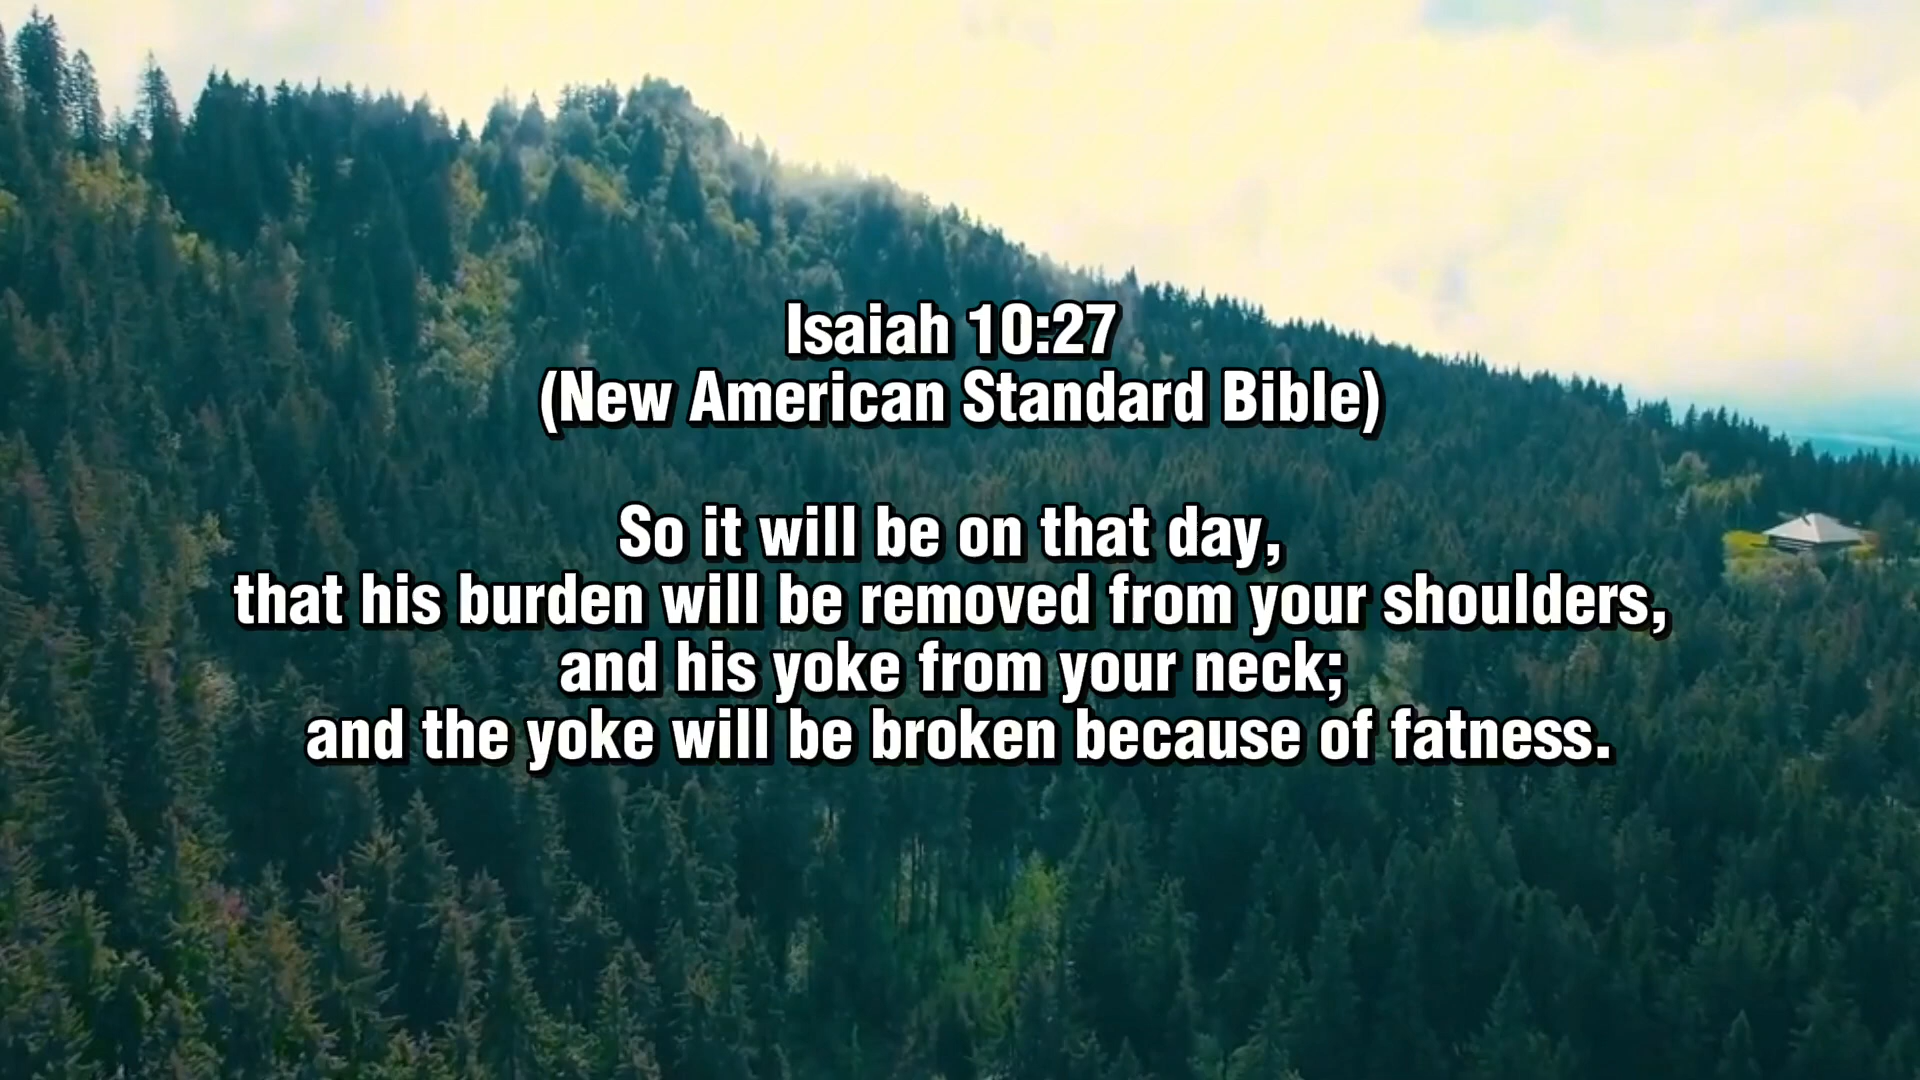 Isaiah 10:27
(New American Standard Bible)
So it will be on that day,
that his burden will be removed from your shoulders,
and his yoke from your neck;
and the yoke will be broken because of fatness.